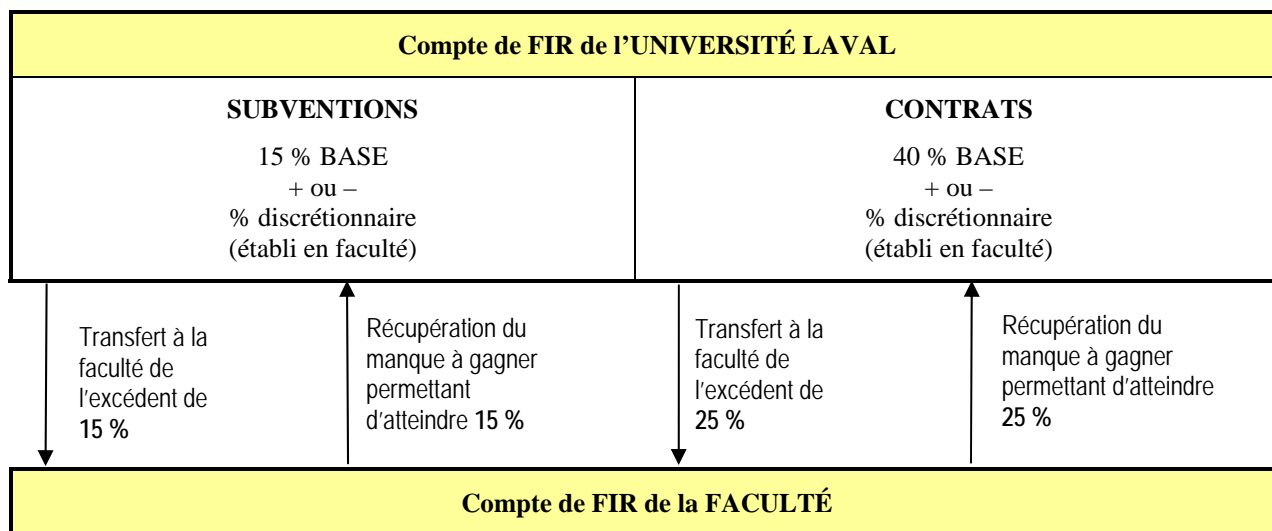 Compte de FIR de l'UNIVERSITÉ LAVAL
SUBVENTIONS
15 % BASE
+ ou –
% discrétionnaire
(établi en faculté)
CONTRATS
40 % BASE
+ ou –
% discrétionnaire
(établi en faculté)
Transfert à la
faculté de
l'excédent de
15 %
Récupération du
manque à gagner
permettant
d'atteindre 15 %
Transfert à la
faculté de
l'excédent de
25 %
Récupération du
manque à gagner
permettant d'atteindre
25 %
Compte de FIR de la FACULTÉ